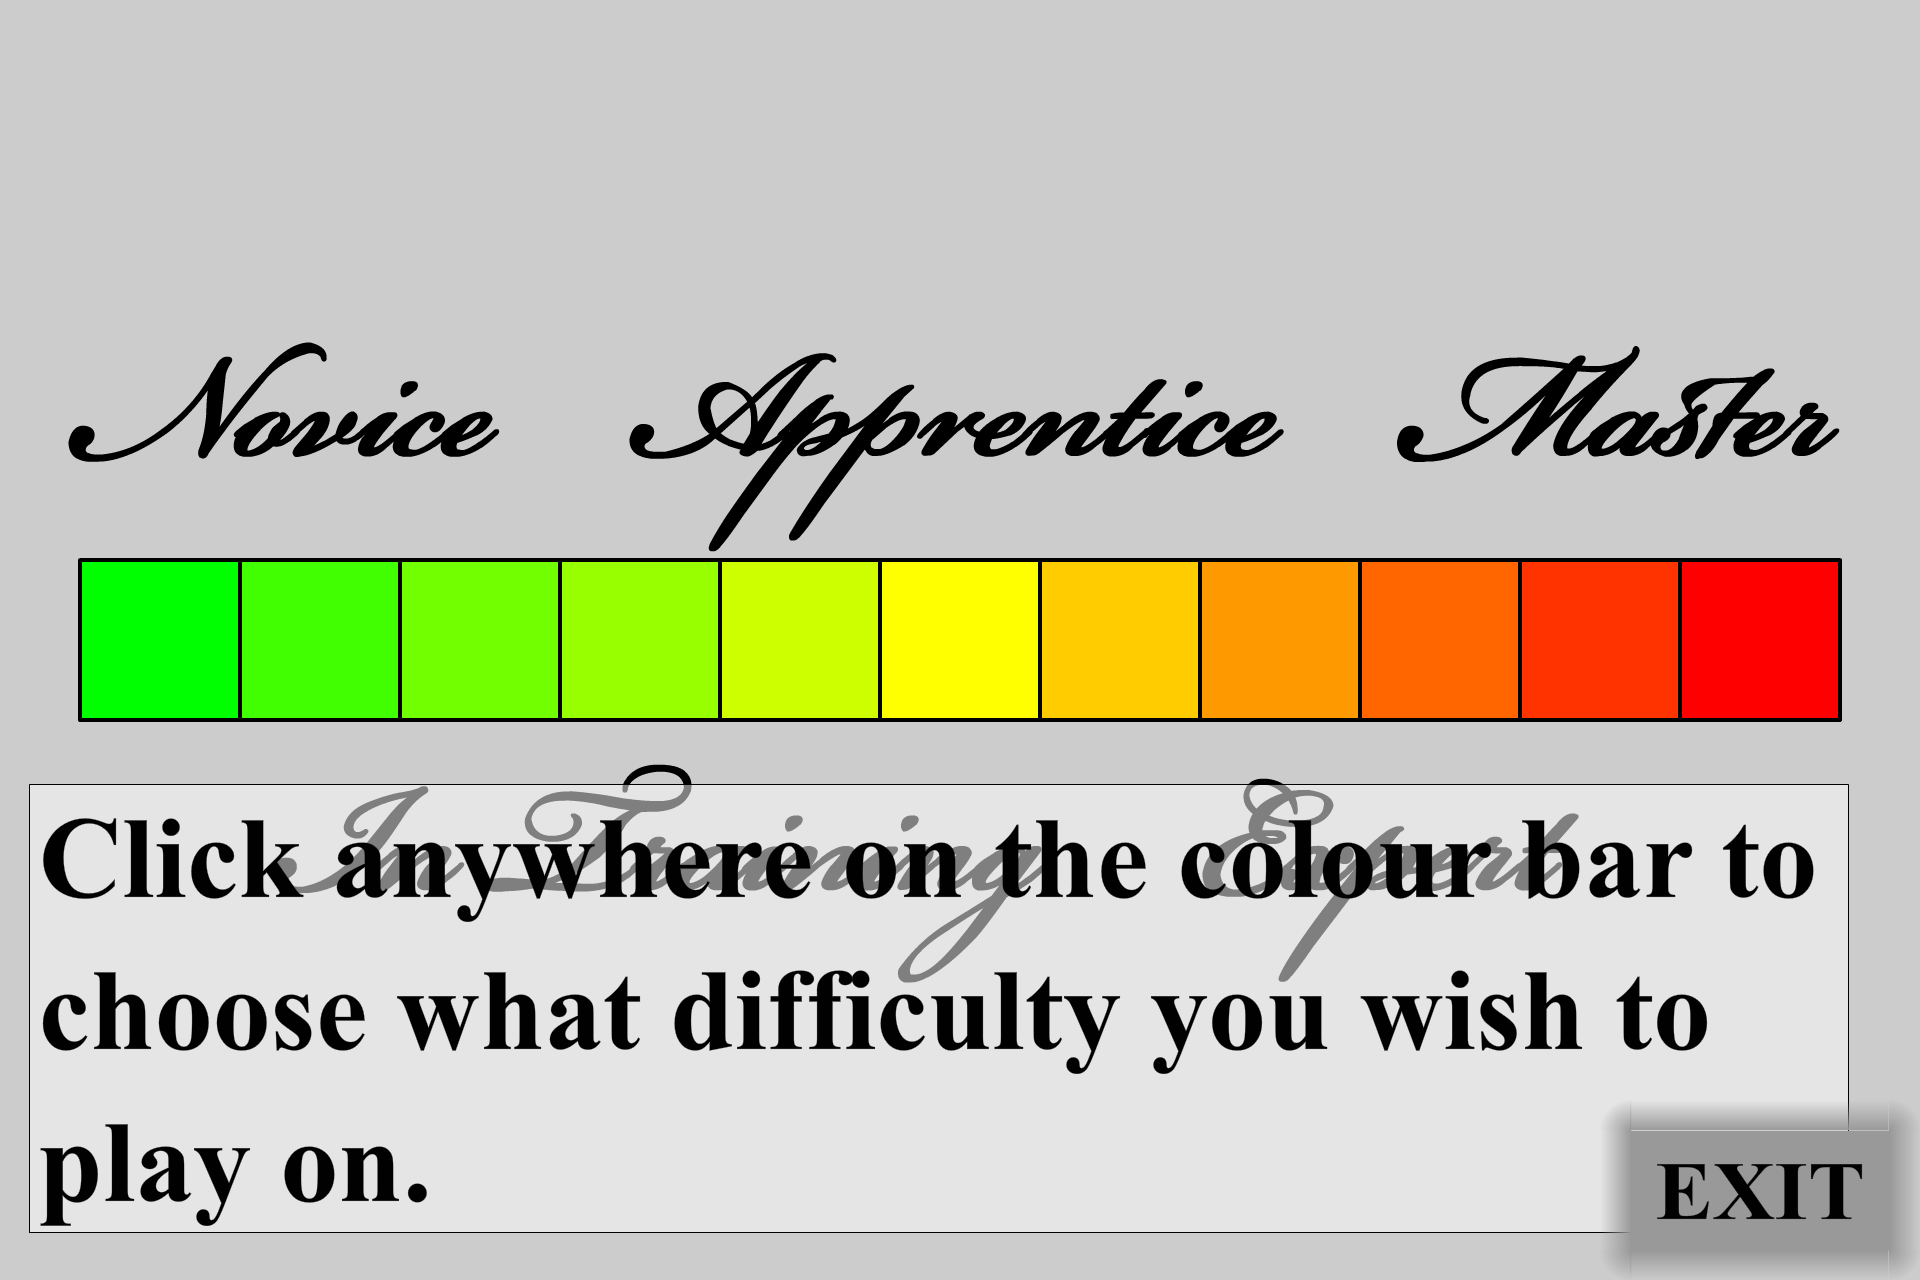 Novice Apprentice Master
In Training Expert
Click anywhere on the colour bar to
choose what difficulty you wish to
play on.
EXIT